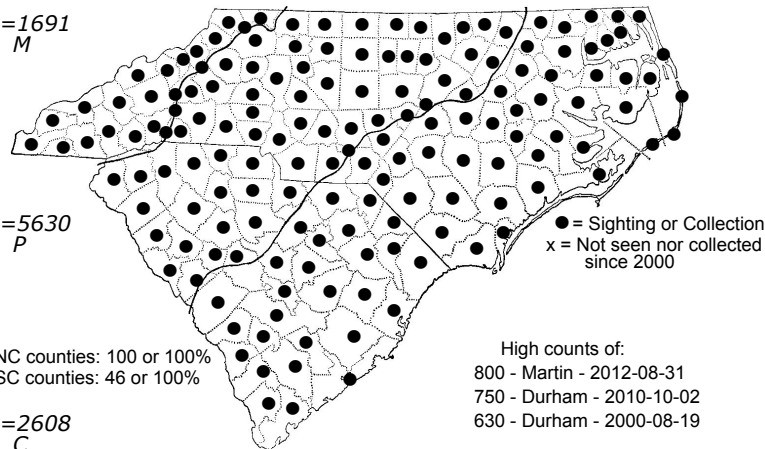 =1691
M
=5630
P
● = Sighting or Collection
x = Not seen nor collected
since 2000
NC counties: 100 or 100%
SC counties: 46 or 100%
High counts of:
800 - Martin - 2012-08-31
750 - Durham - 2010-10-02
630 - Durham - 2000-08-19
=2608
C